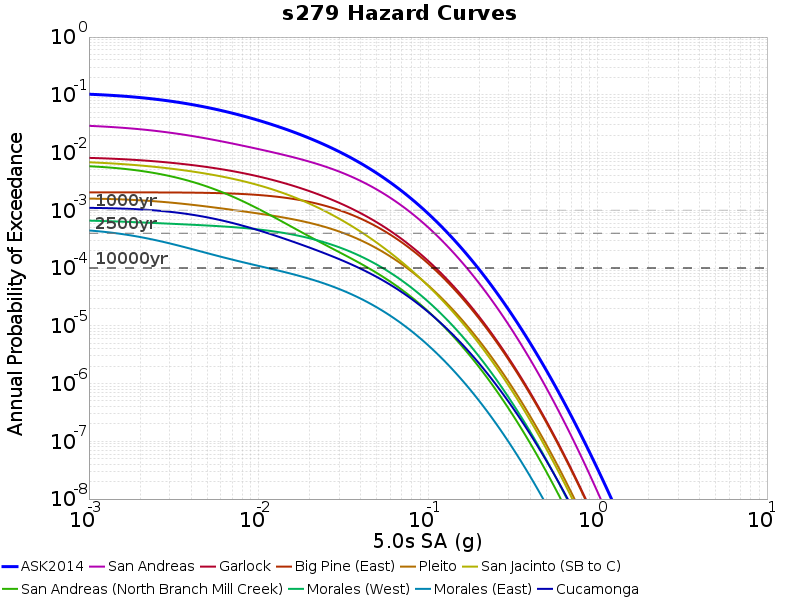 s279 Hazard Curves
Annual Probability of Exceedance
10^0
10^-1
10^-2
10^-3
10^-4
10^-5
10^-6
10^-7
10^-8
1000yr
2500yr
10000yr
10^-3 10^-2 10^-1 10^0 10^1
5.0s SA (g)
ASK2014 San Andreas Garlock Big Pine (East) Pleito San Jacinto (SB to C)
San Andreas (North Branch Mill Creek) Morales (West) Morales (East) Cucamonga